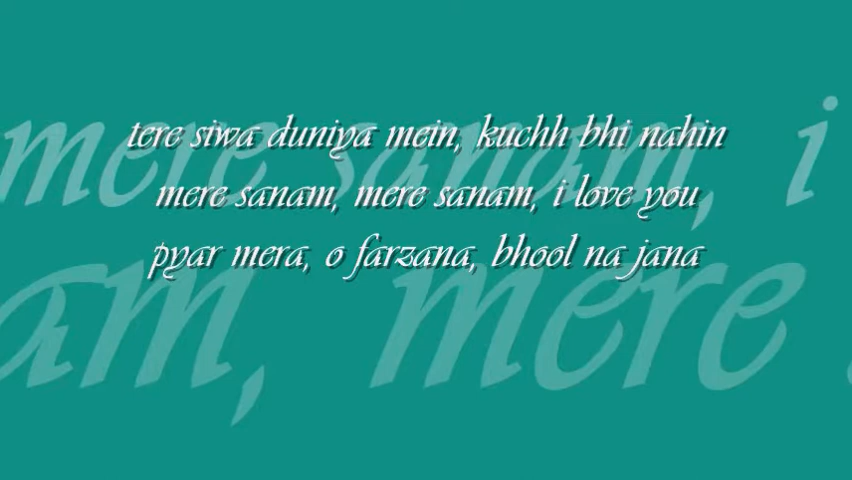 tere siwa duniya mein, kuchh bhi nahin
mere sanam, mere sanam, i love you
pyar mera, o farzana, bhool na jana
mere sanam, i
am, mere